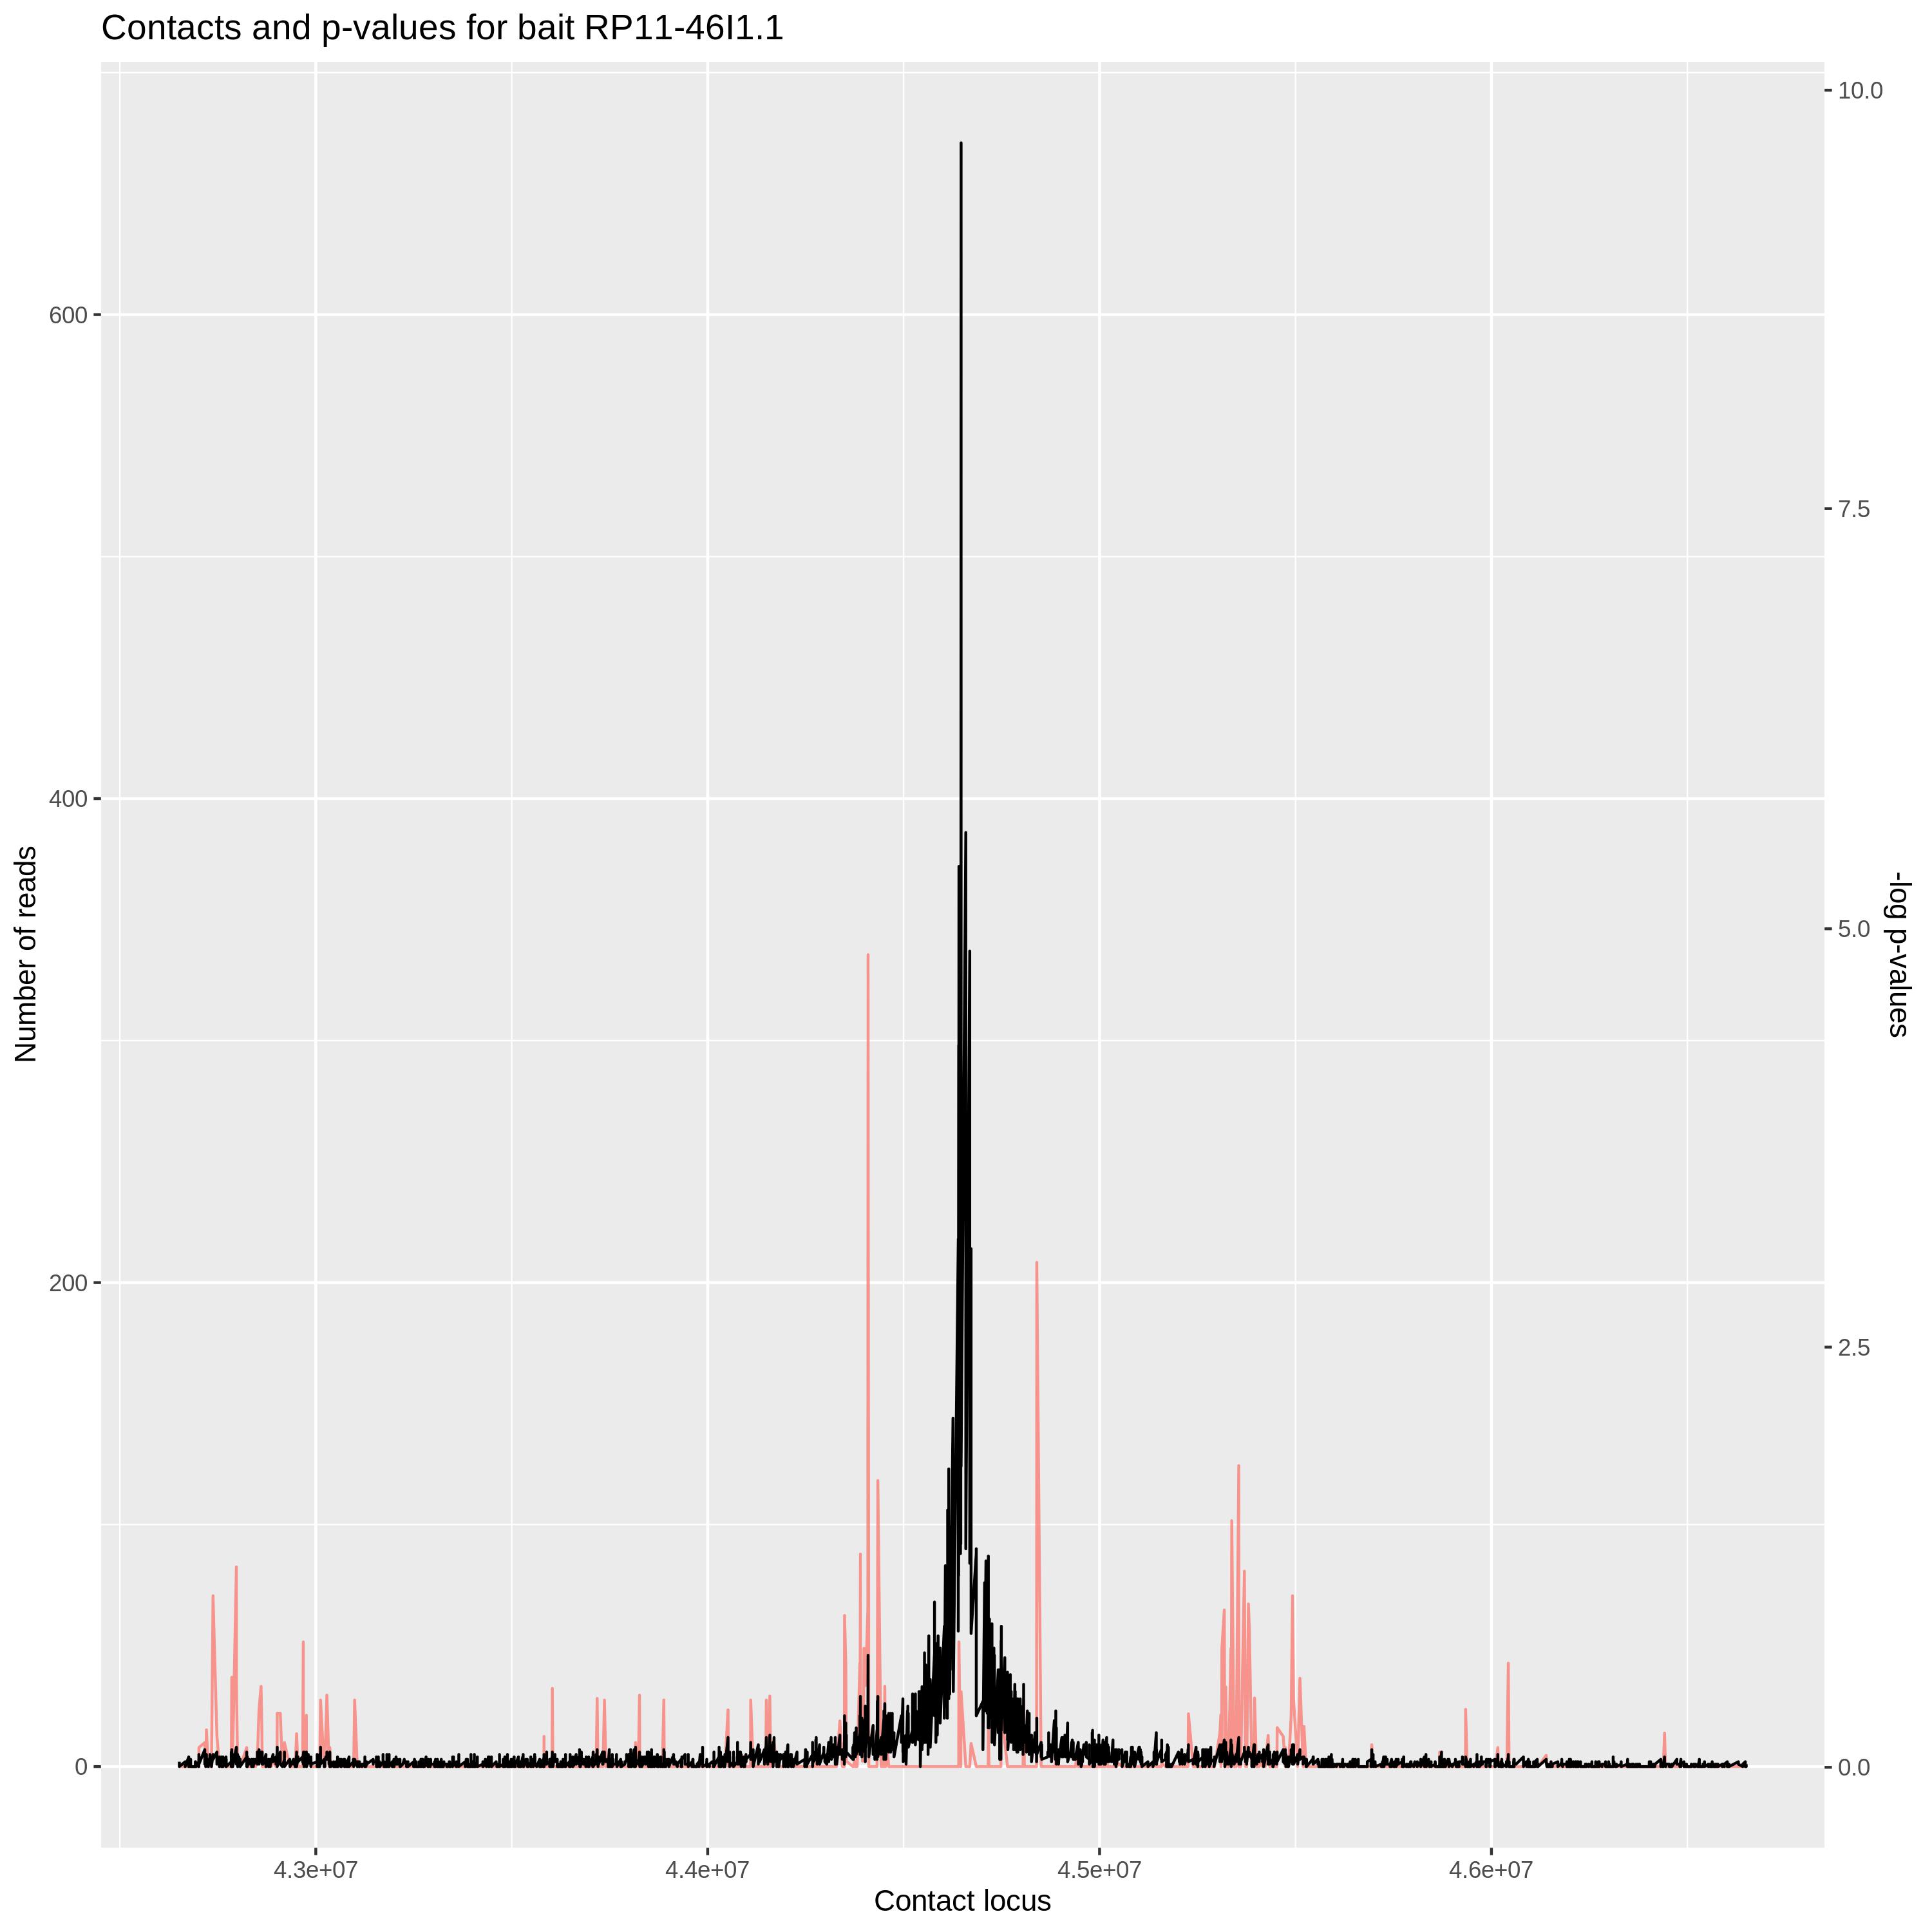 Contacts and p-values for bait RP11-46I1.1
10.0
600
7.5
400
5.0
Number of reads
-log p-values
200
2.5
0
0.0
4.3e+07
4.4e+07
4.5e+07
4.6e+07
Contact locus